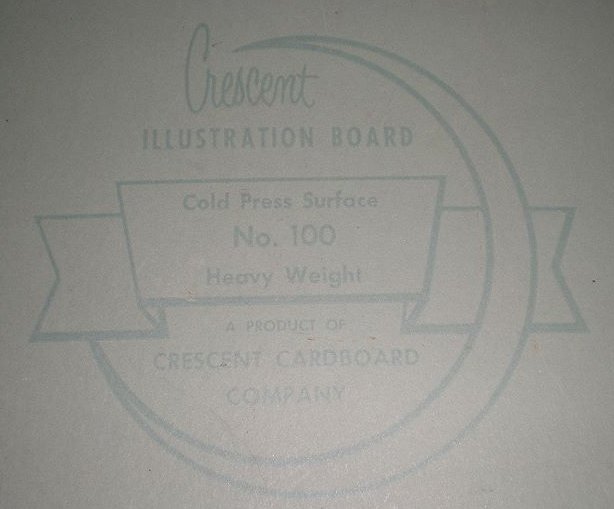 Crescent
ILLUSTRATION BOARD
Cold Press Surface
No. 100
Heavy Weight
A PRODUCT OF
CRESCENT CARDBOARD
COMPANY